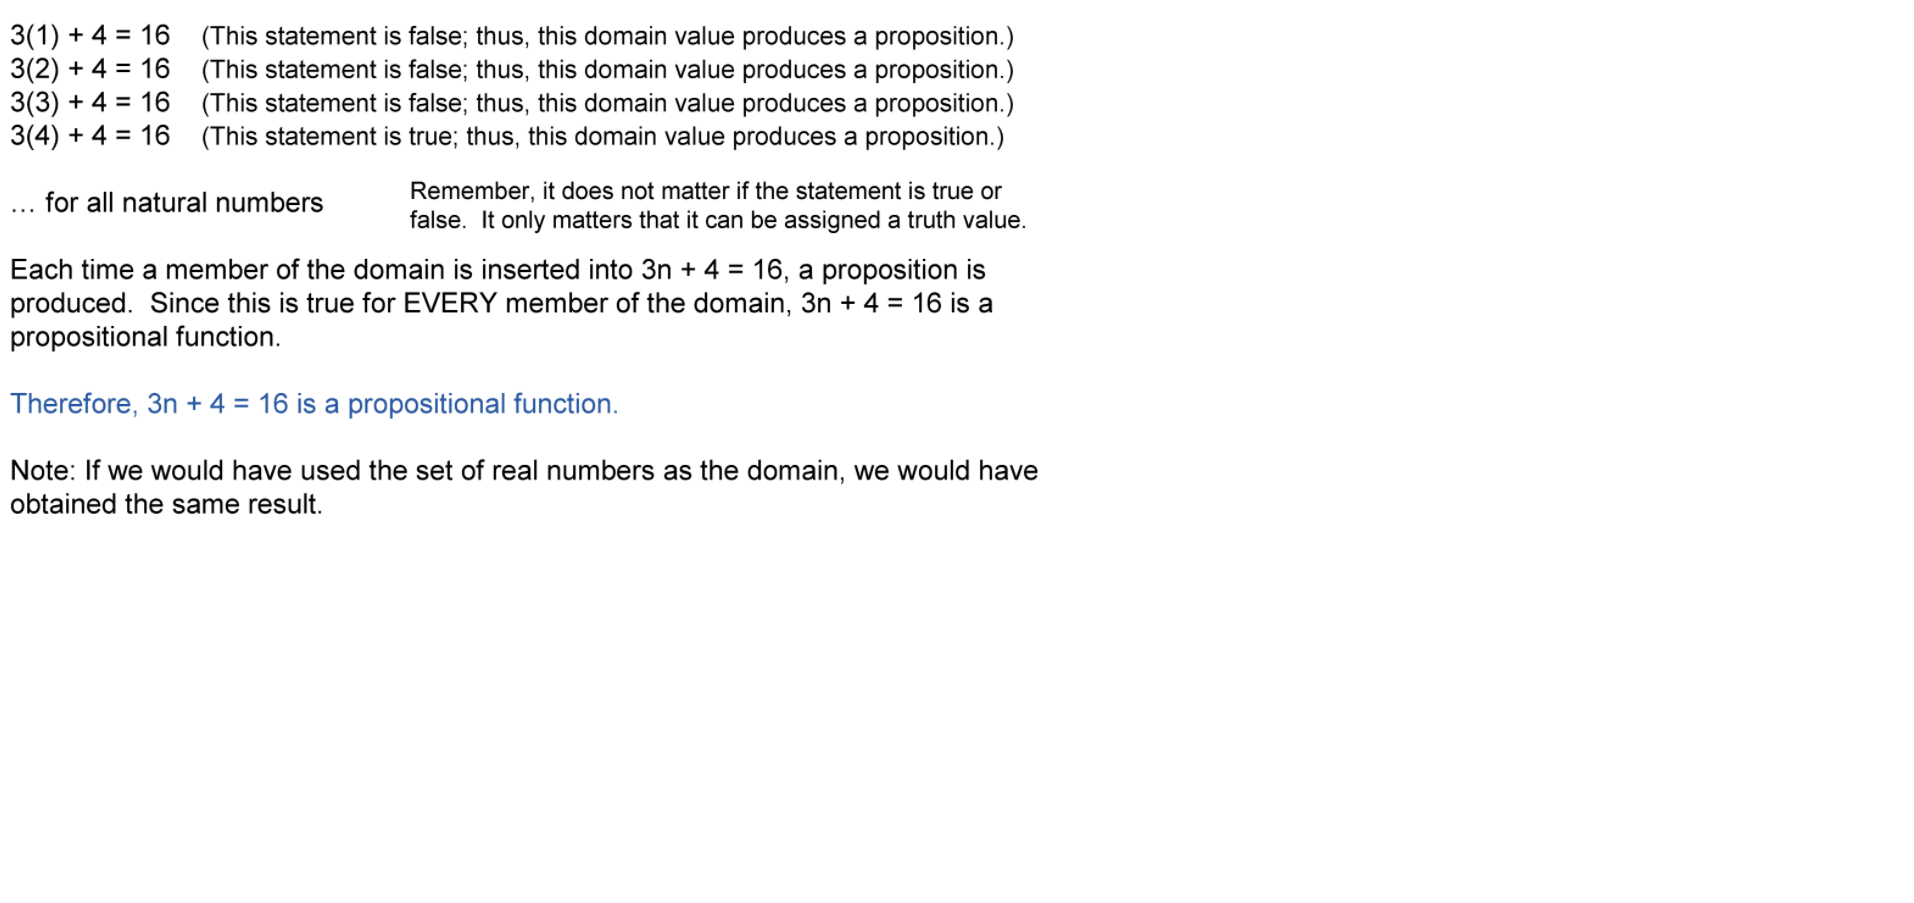 3(1) + 4 = 16 (This statement is false; thus, this domain value produces a proposition.)
3(2) + 4 = 16 (This statement is false; thus, this domain value produces a proposition.)
3(3) + 4 = 16 (This statement is false; thus, this domain value produces a proposition.)
3(4) + 4 = 16 (This statement is true; thus, this domain value produces a proposition.)
… for all natural numbers
Remember, it does not matter if the statement is true or
false. It only matters that it can be assigned a truth value.
Each time a member of the domain is inserted into 3n + 4 = 16, a proposition is
produced. Since this is true for EVERY member of the domain, 3n + 4 = 16 is a
propositional function.
Therefore, 3n + 4 = 16 is a propositional function.
Note: If we would have used the set of real numbers as the domain, we would have
obtained the same result.